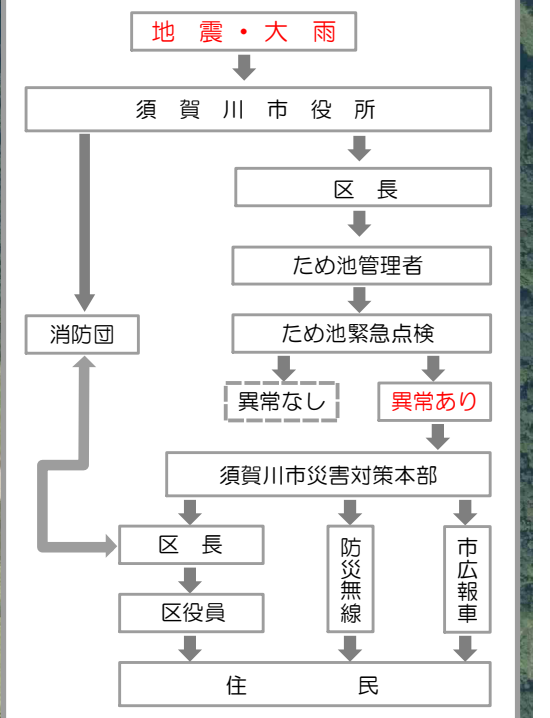 地震・大雨
須賀川市役所
区長
ため池管理者
消防団
ため池緊急点検
異常なし
異常あり
須賀川市災害対策本部
区長
防災無線
市広報車
区役員
住民